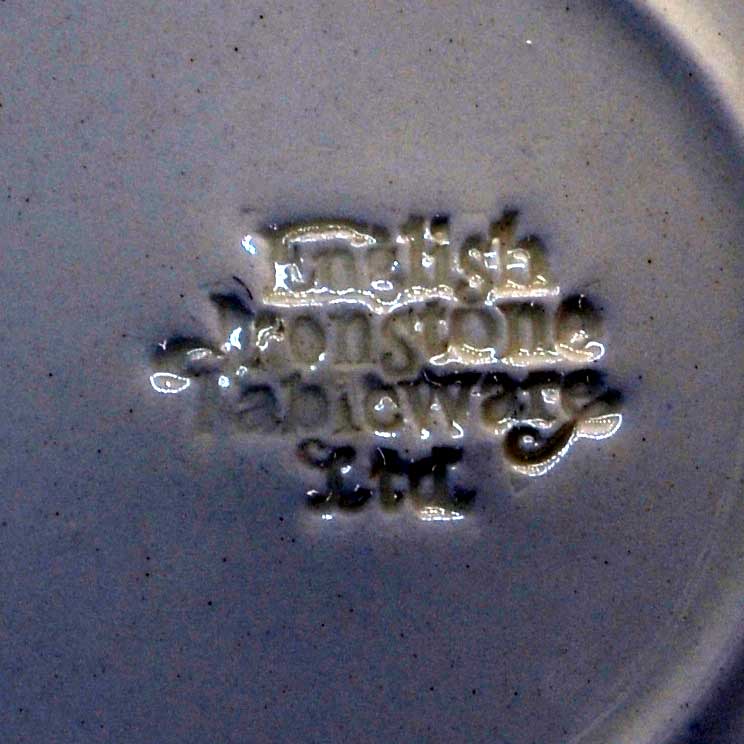 English
Ironstone
Tableware
Ltd.